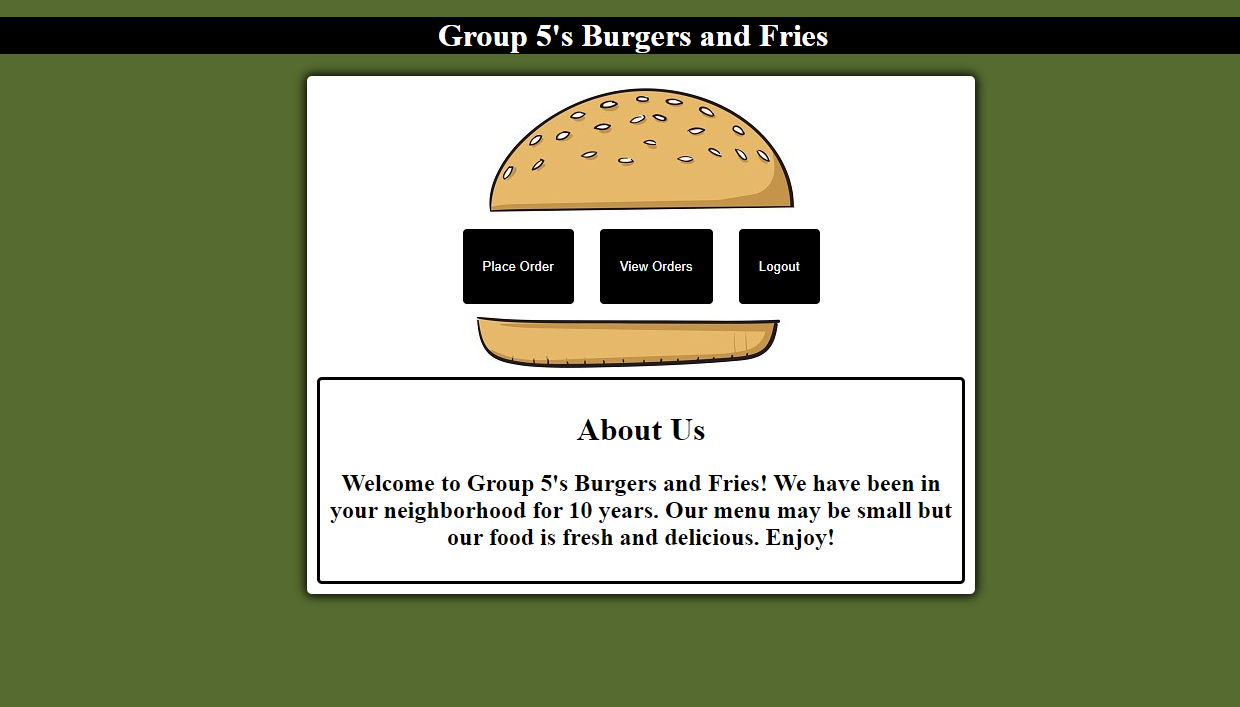 Group 5's Burgers and Fries
Place Order
View Orders
Logout
About Us
Welcome to Group 5's Burgers and Fries! We have been in
your neighborhood for 10 years. Our menu may be small but
our food is fresh and delicious. Enjoy!